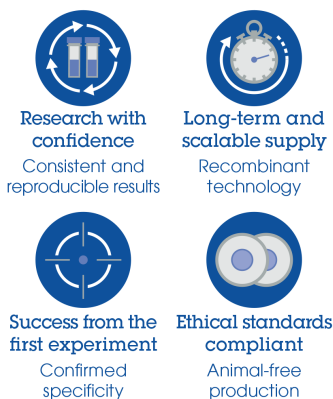 Research with
confidence
Consistent and
reproducible results
Long-term and
scalable supply
Recombinant
technology
Success from the
first experiment
Confirmed
specificity
Ethical standards
compliant
Animal-free
production